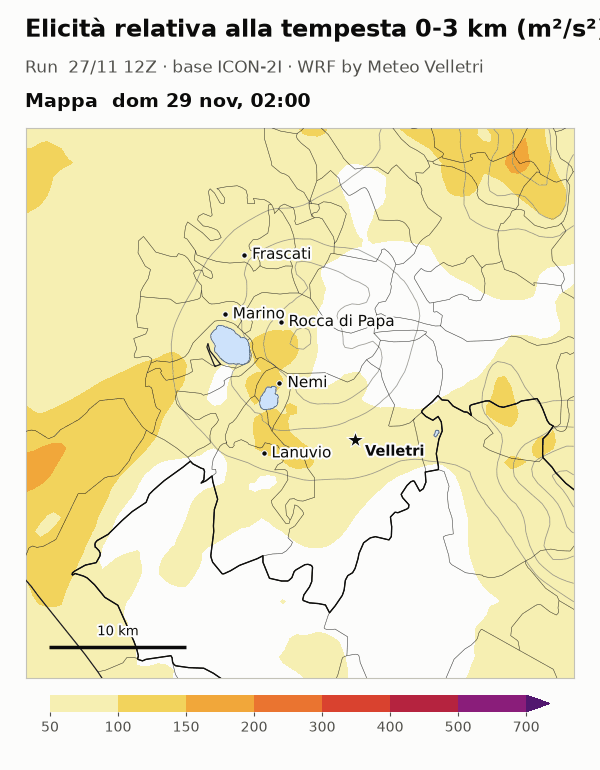 Elicità relativa alla tempesta 0-3 km (m²/s²)
Run 27/11 12Z · base ICON-2I · WRF by Meteo Velletri
Mappa dom 29 nov, 02:00
Frascati
Marino
Rocca di Papa
Nemi
Velletri
Lanuvio
10 km
50 100 150 200 300 400 500 700